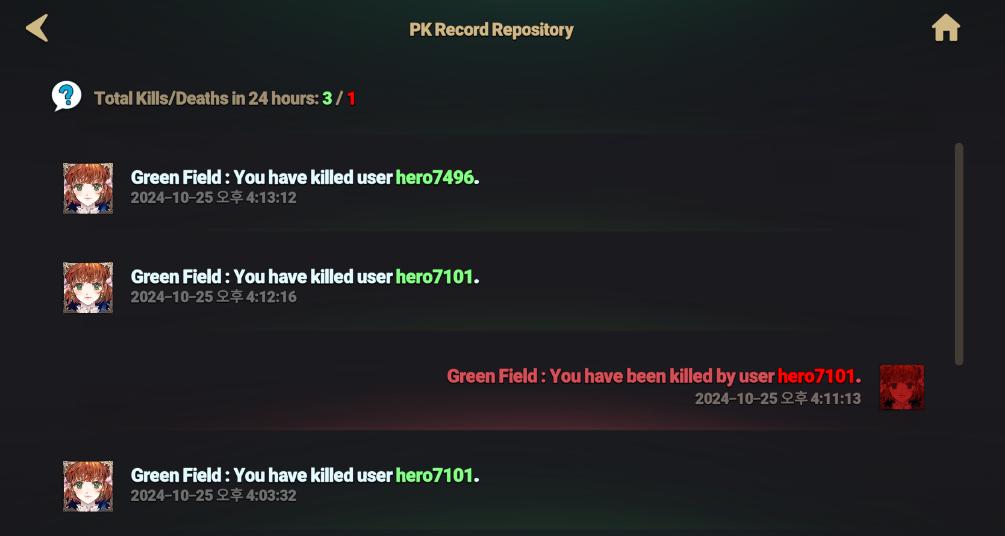 PK Record Repository
Total Kills/Deaths in 24 hours: 3 / 1
Green Field : You have killed user hero7496.
2024-10-25 오후 4:13:12
Green Field : You have killed user hero7101.
2024-10-25 오후 4:12:16
Green Field : You have been killed by user hero7101.
2024-10-25 오후 4:11:13
Green Field : You have killed user hero7101.
2024-10-25 오후 4:03:32